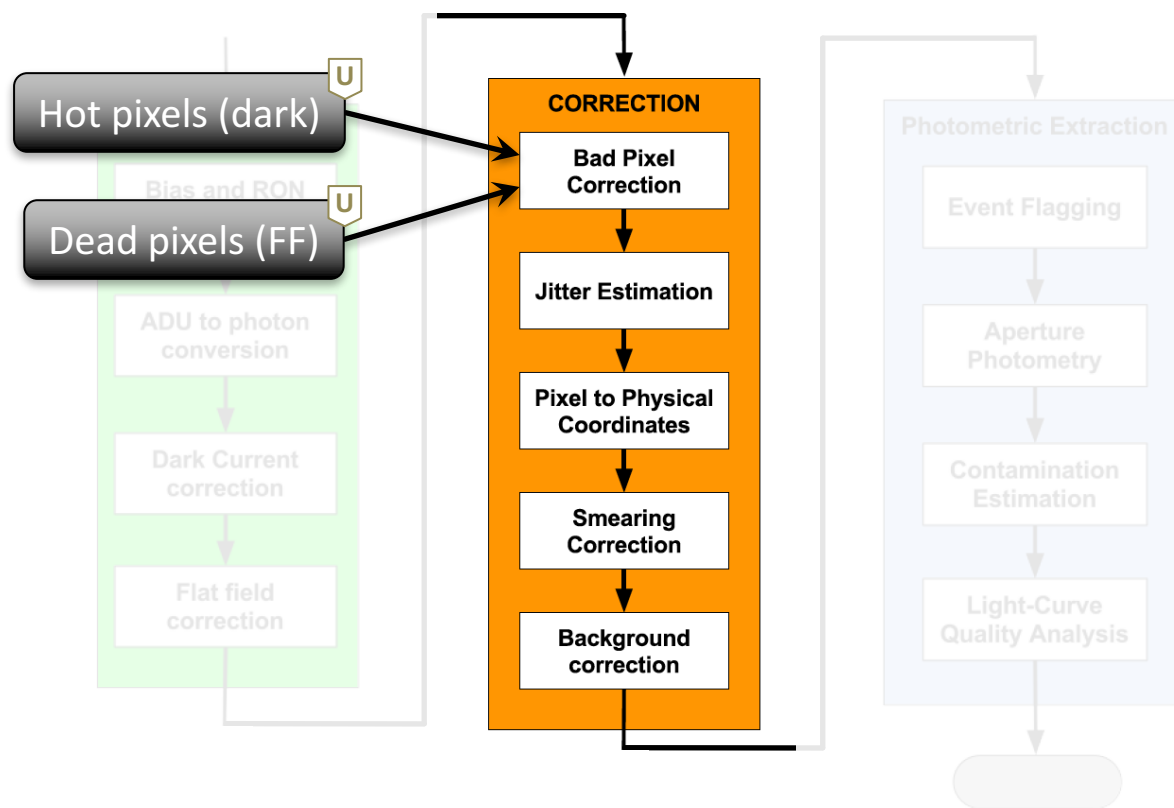 U
Hot pixels (dark)
Bias and RON
U
Dead pixels (FF)
ADU to photon
conversion
Dark Current
correction
Flat field
correction
CORRECTION
Bad Pixel
Correction
Jitter Estimation
Pixel to Physical
Coordinates
Smearing
Correction
Background
correction
Photometric Extraction
Event Flagging
Aperture
Photometry
Contamination
Estimation
Light-Curve
Quality Analysis